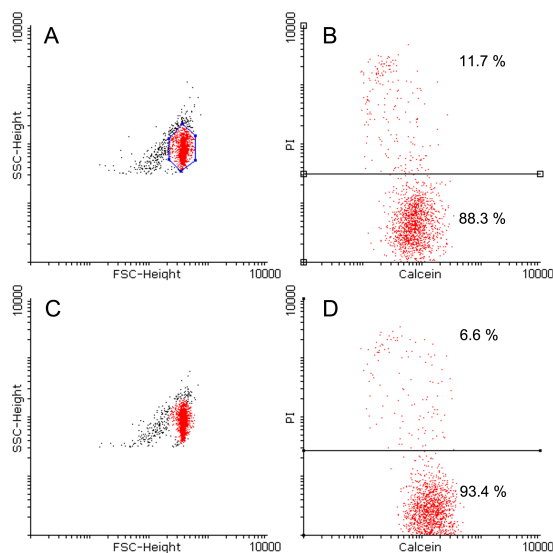 A
10000
SSC-Height
FSC-Height
10000
B
10000
PI
11.7 %
88.3 %
Calcein
10000
C
10000
SSC-Height
FSC-Height
10000
D
10000
PI
6.6 %
93.4 %
Calcein
10000